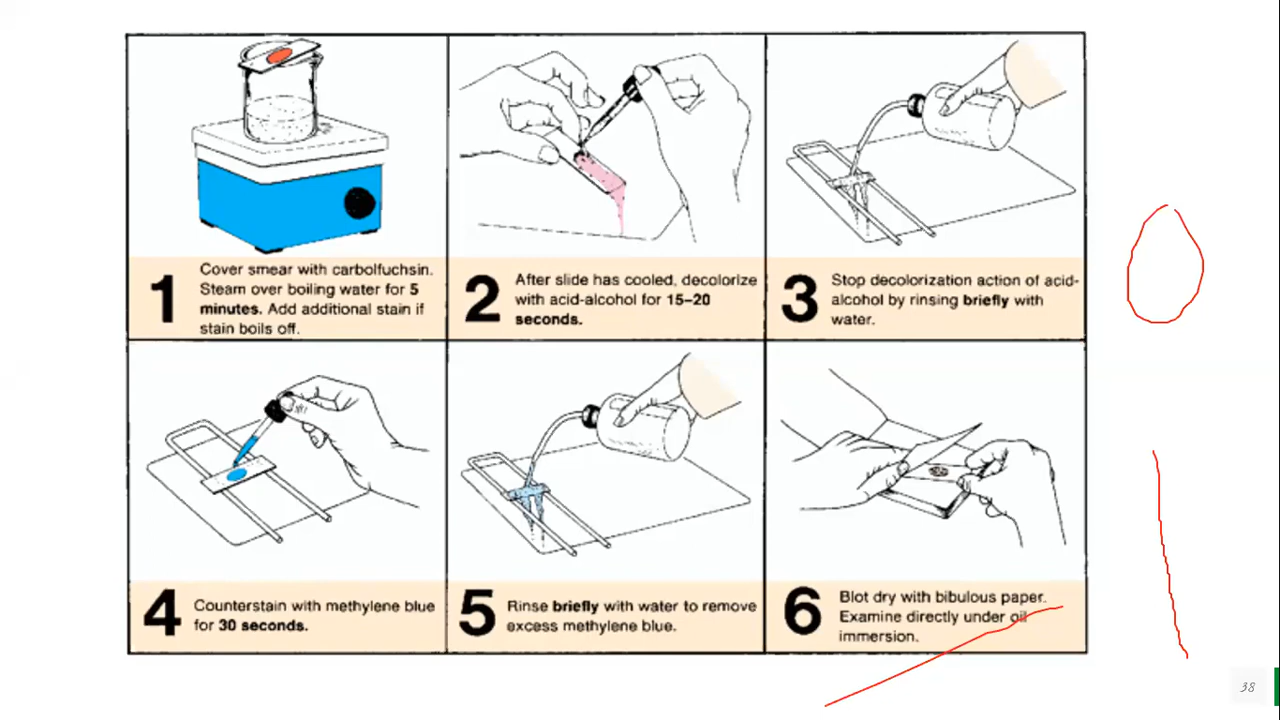 1
Cover smear with carbolfuchsin.
Steam over boiling water for 5
minutes. Add additional stain if
stain boils off.
2
After slide has cooled, decolorize
with acid-alcohol for 15–20
seconds.
3
Stop decolorization action of acid-
alcohol by rinsing briefly with
water.
4
Counterstain with methylene blue
for 30 seconds.
5
Rinse briefly with water to remove
excess methylene blue.
6
Blot dry with bibulous paper.
Examine directly under oil
immersion.
38